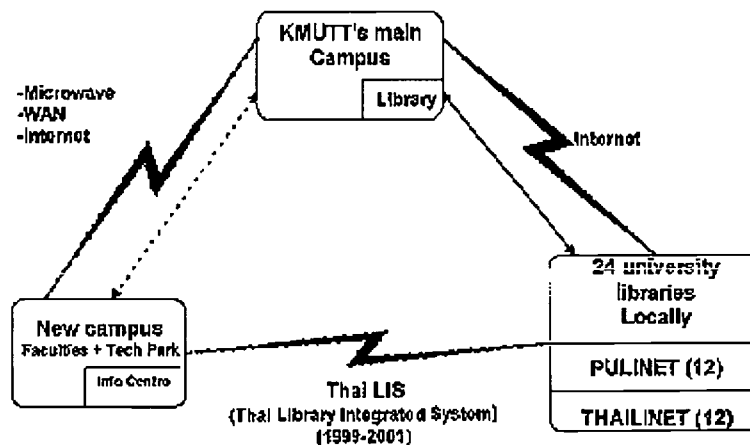 KMUTT's main
Campus
Library
-Microwave
-WAN
-Internet
Internet
24 university
libraries
Locally
PULINET (12)
THAILINET (12)
New campus
Faculties + Tech Park
Info Centre
Thai LIS
(Thai Library Integrated System)
(1999-2001)